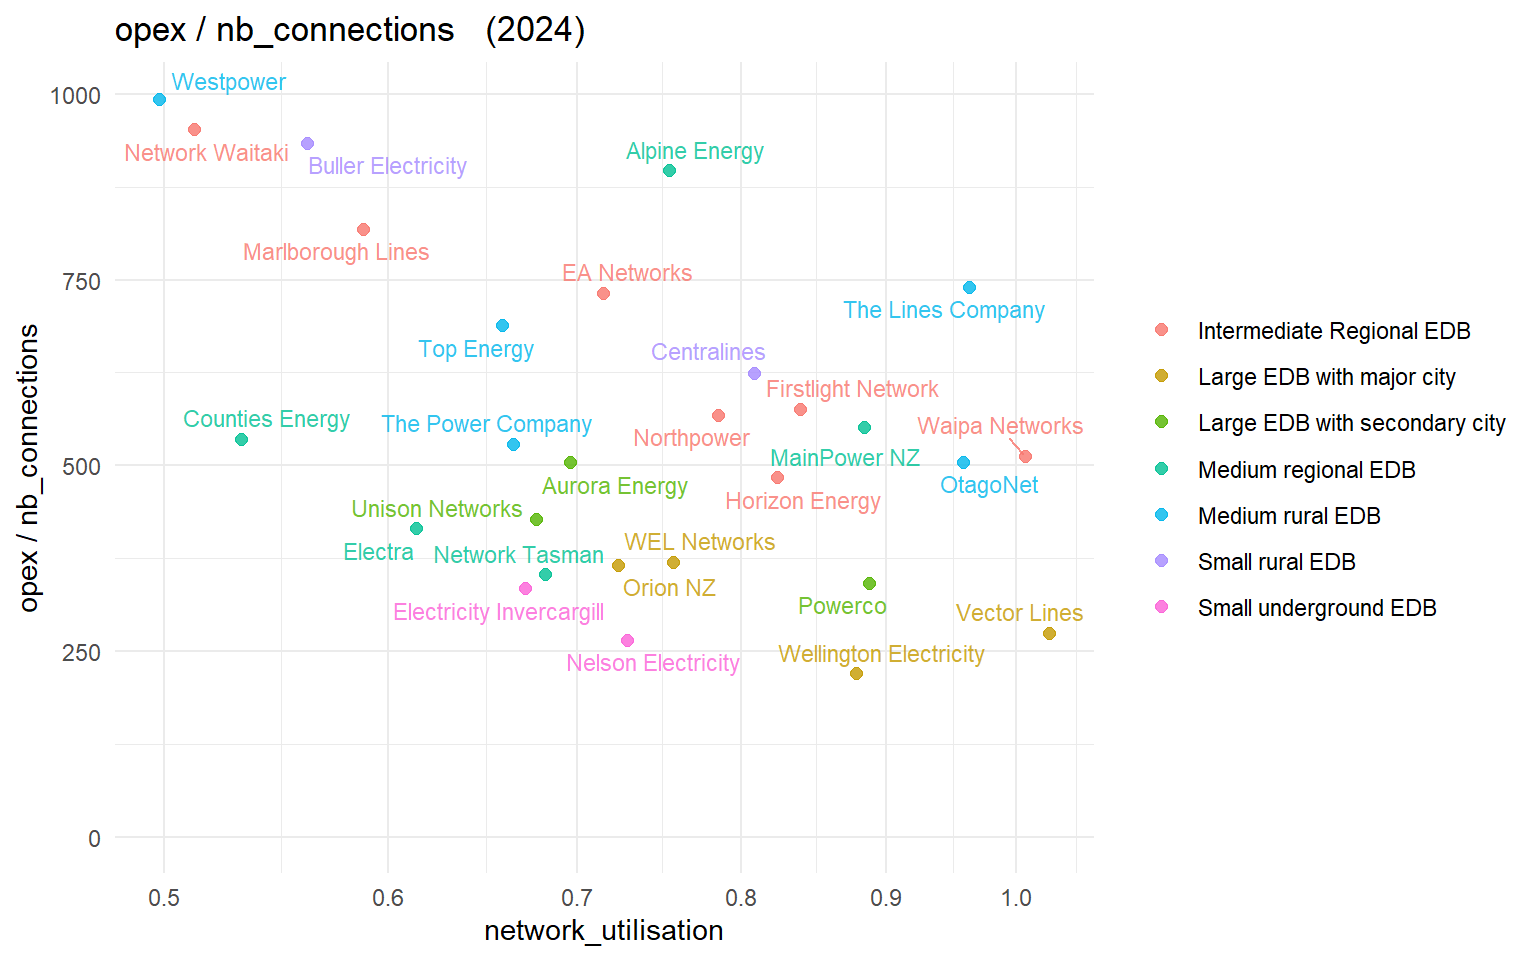 opex / nb_connections (2024)
1000
750
500
250
0
opex / nb_connections
Westpower
Network Waitaki
Buller Electricity
Alpine Energy
Marlborough Lines
EA Networks
The Lines Company
Top Energy
Centralines
Firstlight Network
Counties Energy
The Power Company
Northpower
Waipa Networks
MainPower NZ
Aurora Energy
OtagoNet
Horizon Energy
Unison Networks
WEL Networks
Electra
Network Tasman
Orion NZ
Electricity Invercargill
Powerco
Vector Lines
Nelson Electricity
Wellington Electricity
0.5
0.6
0.7
0.8
0.9
1.0
network_utilisation
Intermediate Regional EDB
Large EDB with major city
Large EDB with secondary city
Medium regional EDB
Medium rural EDB
Small rural EDB
Small underground EDB